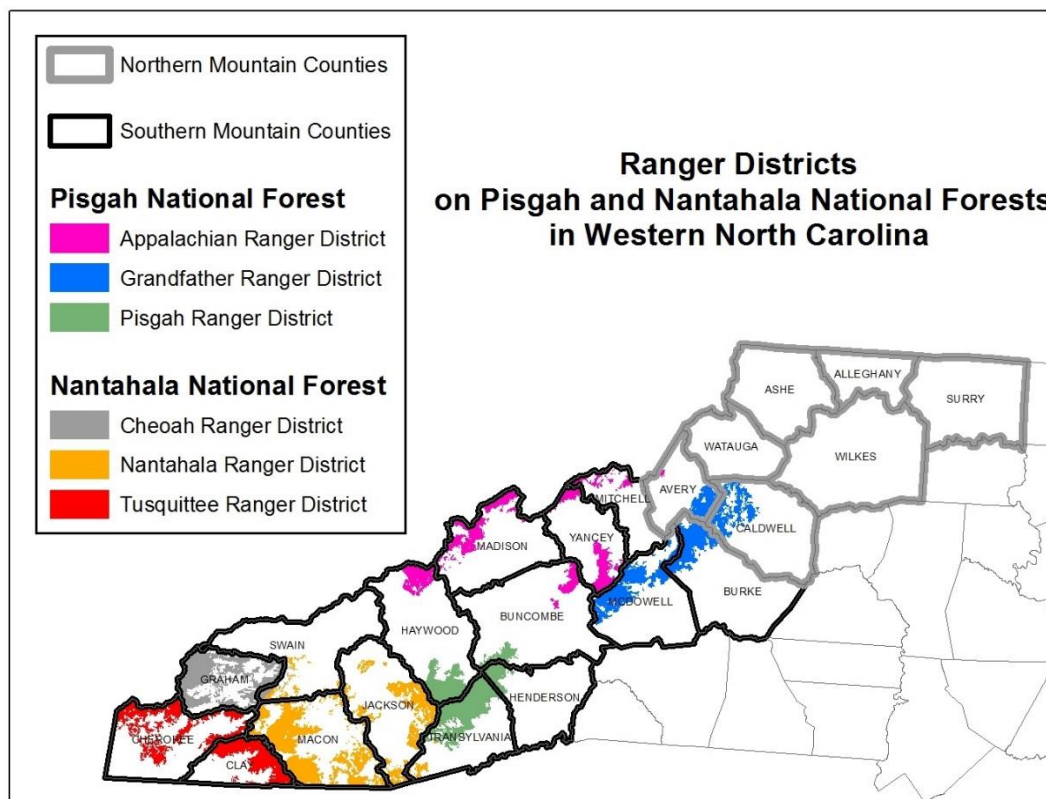 Northern Mountain Counties
Southern Mountain Counties
Pisgah National Forest
Appalachian Ranger District
Grandfather Ranger District
Pisgah Ranger District
Nantahala National Forest
Cheoah Ranger District
Nantahala Ranger District
Tusquittee Ranger District
Ranger Districts
on Pisgah and Nantahala National Forests
in Western North Carolina
ALLEGHANY
ASHE
SURRY
WATAUGA
WILKES
AVERY
MITCHELL
CALDWELL
YANCEY
MADISON
BURKE
MCDOWELL
BUNCOMBE
HAYWOOD
SWAIN
GRAHAM
HENDERSON
JACKSON
TRANSYLVANIA
CHEROKEE
MACON
CLAY